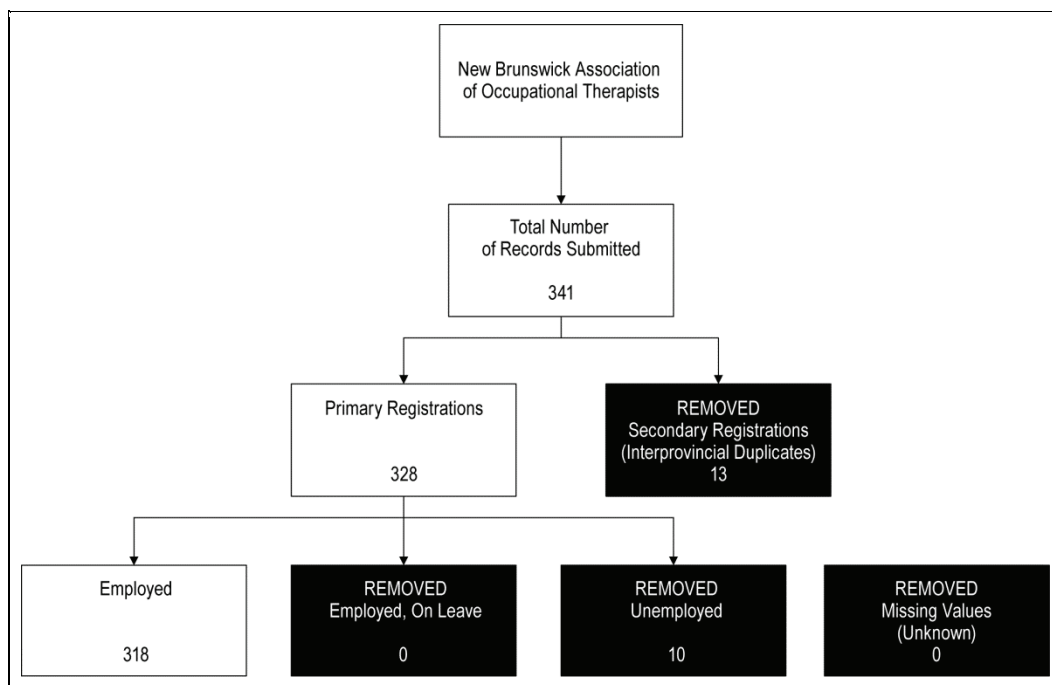 New Brunswick Association
of Occupational Therapists
Total Number
of Records Submitted
341
Primary Registrations
328
REMOVED
Secondary Registrations
(Interprovincial Duplicates)
13
Employed
318
REMOVED
Employed, On Leave
0
REMOVED
Unemployed
10
REMOVED
Missing Values
(Unknown)
0